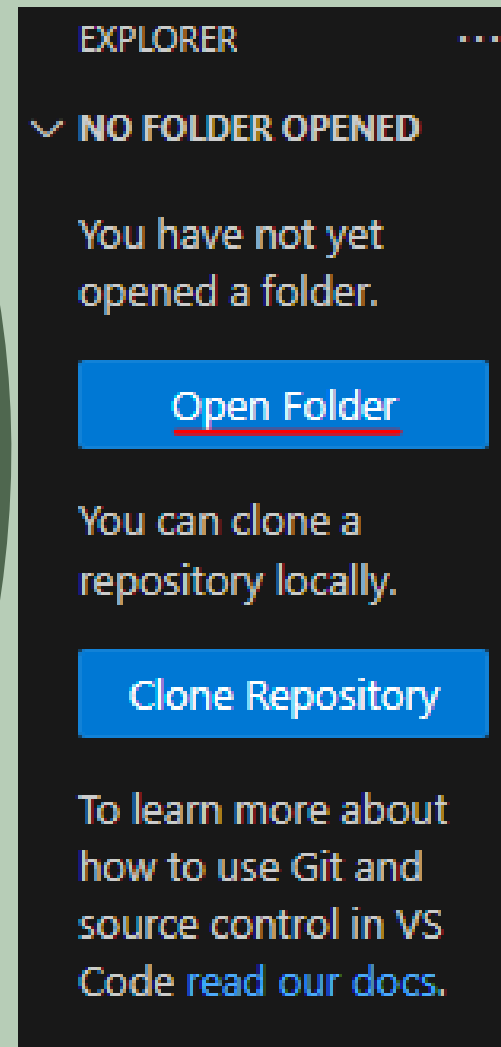 EXPLORER
NO FOLDER OPENED
You have not yet
opened a folder.
Open Folder
You can clone a
repository locally.
Clone Repository
To learn more about
how to use Git and
source control in VS
Code read our docs.